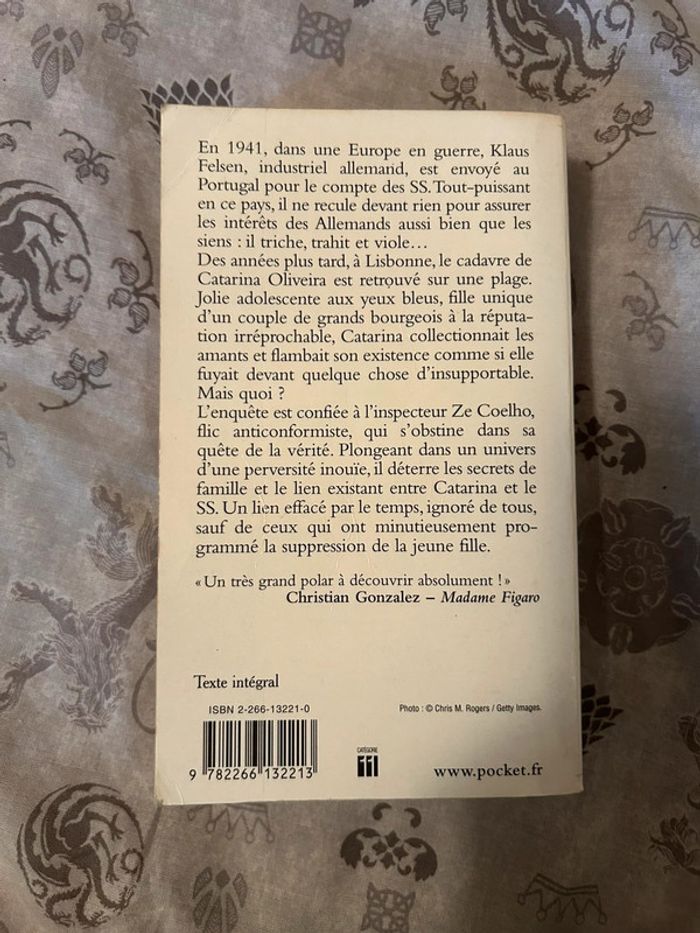 En 1941, dans une Europe en guerre, Klaus
Felsen, industriel allemand, est envoyé au
Portugal pour le compte des SS. Tout-puissant
en ce pays, il ne recule devant rien pour assurer
les intérêts des Allemands aussi bien que les
siens : il triche, trahit et viole…
Des années plus tard, à Lisbonne, le cadavre de
Catarina Oliveira est retrouvé sur une plage.
Jolie adolescente aux yeux bleus, fille unique
d'un couple de grands bourgeois à la réputa-
tion irréprochable, Catarina collectionnait les
amants et flambait son existence comme si elle
fuyait devant quelque chose d'insupportable.
Mais quoi ?
L'enquête est confiée à l'inspecteur Ze Coelho,
flic anticonformiste, qui s'obstine dans sa
quête de la vérité. Plongeant dans un univers
d'une perversité inouïe, il déterre les secrets de
famille et le lien existant entre Catarina et le
SS. Un lien effacé par le temps, ignoré de tous,
sauf de ceux qui ont minutieusement pro-
grammé la suppression de la jeune fille.
« Un très grand polar à découvrir absolument ! »
Christian Gonzalez – Madame Figaro
Texte intégral
ISBN 2-266-13221-0
Photo : © Chris M. Rogers / Getty Images.
CATÉGORIE
9 782266 132213
www.pocket.fr